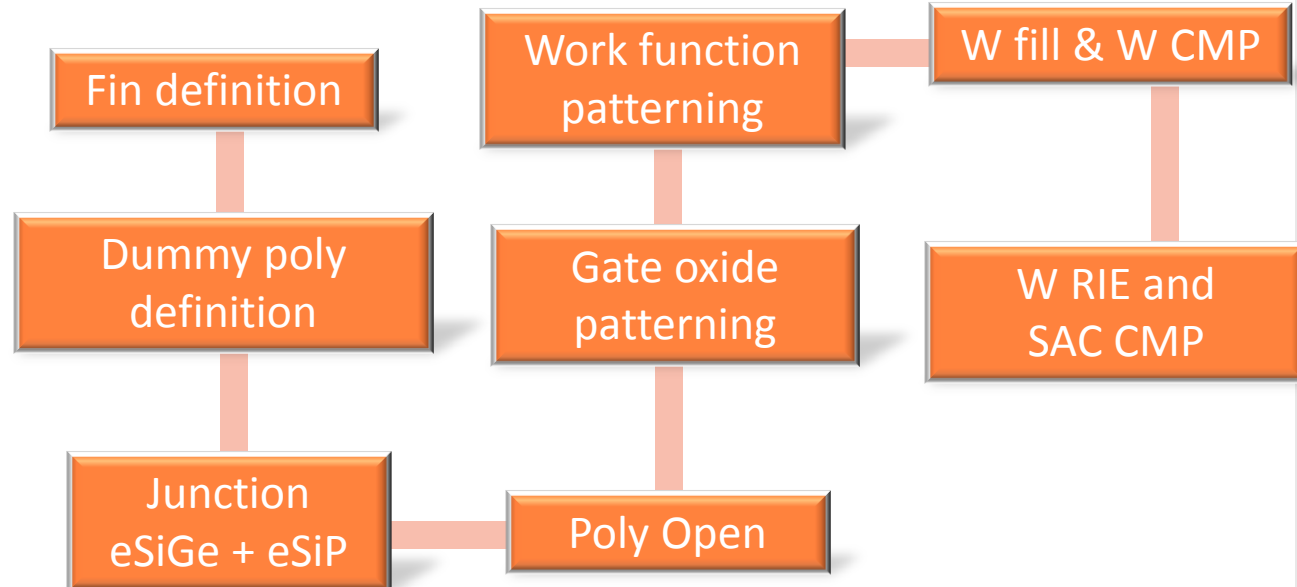 Fin definition
Dummy poly
definition
Junction
eSiGe + eSiP
Poly Open
Gate oxide
patterning
Work function
patterning
W fill & W CMP
W RIE and
SAC CMP